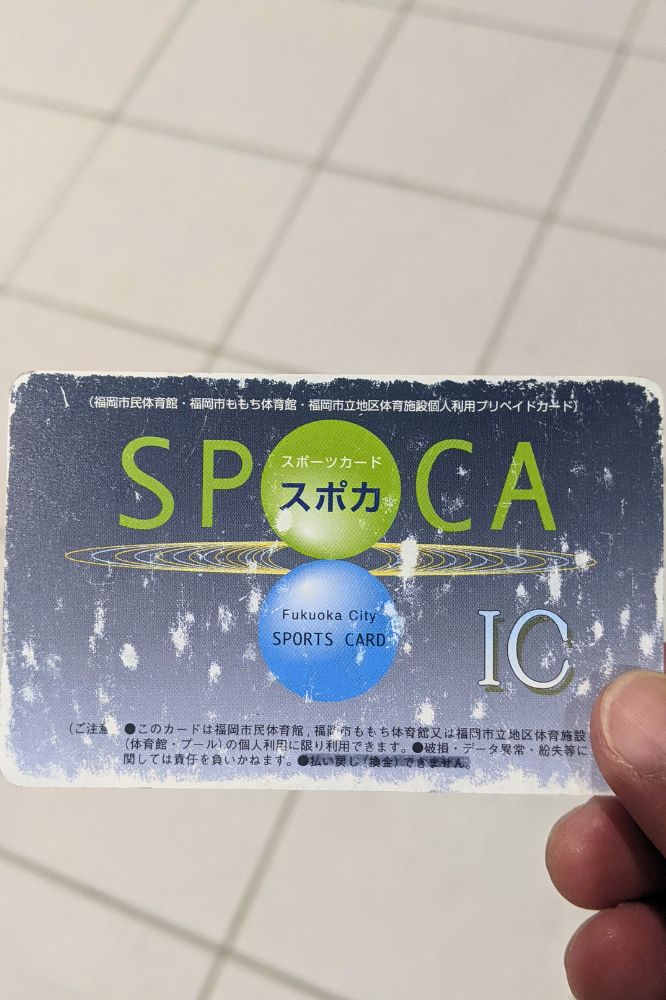 (福岡市民体育館・福岡市ももち体育館・福岡市立地区体育施設個人利用プリペイドカード)
SPOCA
スポーツカード
スポカ
Fukuoka City
SPORTS CARD
IC
(ご注意 ●このカードは福岡市民体育館,福岡市ももち体育館又は福岡市立地区体育施設
(体育館・プール)の個人利用に限り利用できます。●破損・データ異常・紛失等に
関しては責任を負いかねます。●払い戻し(換金)できません。